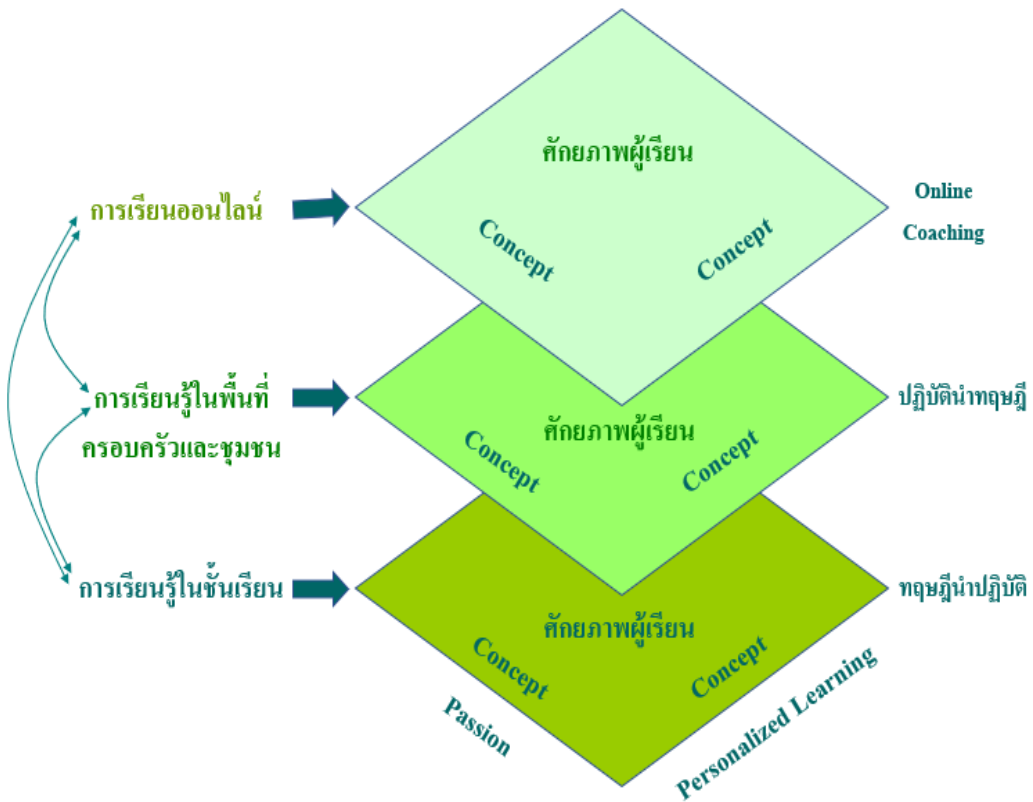 ศักยภาพผู้เรียน
การเรียนออนไลน์
Concept
Concept
Online
Coaching
การเรียนรู้ในพื้นที่
ครอบครัวและชุมชน
ศักยภาพผู้เรียน
Concept
Concept
ปฏิบัตินำทฤษฎี
การเรียนรู้ในชั้นเรียน
ศักยภาพผู้เรียน
Concept
Concept
ทฤษฎีนำปฏิบัติ
Passion
Personalized Learning